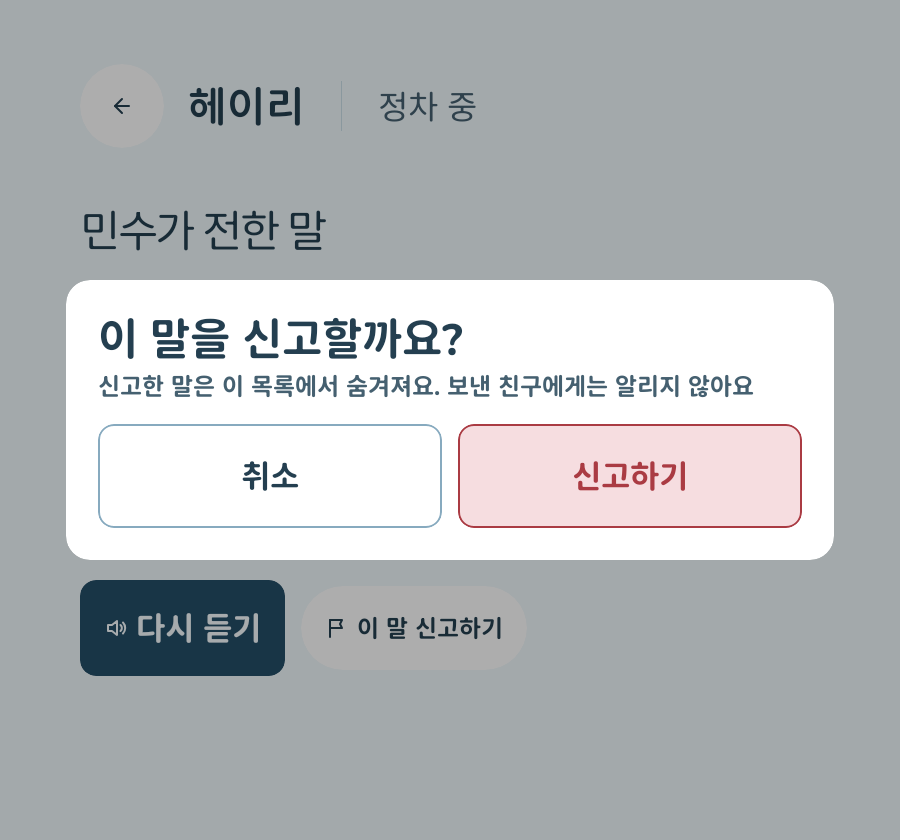 헤이리
정차 중
민수가 전한 말
이 말을 신고할까요?
신고한 말은 이 목록에서 숨겨져요. 보낸 친구에게는 알리지 않아요
취소
신고하기
다시 듣기
이 말 신고하기